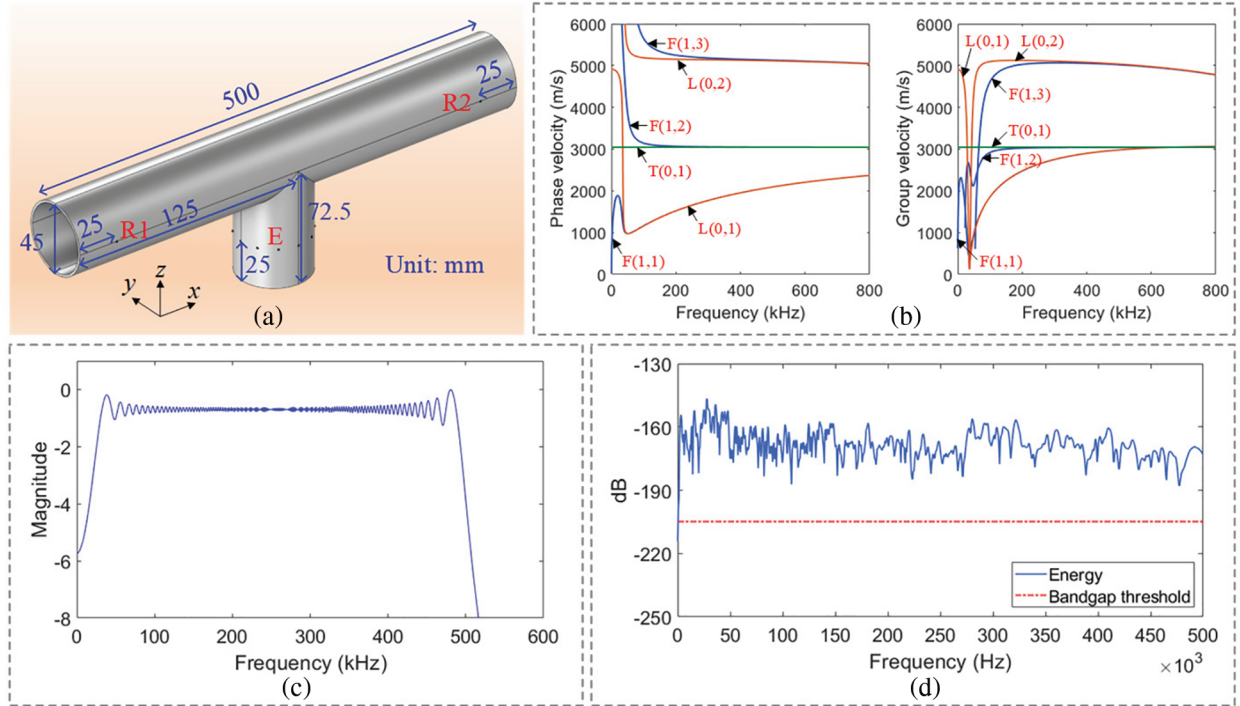 500
25
R2
25
R1
125
45
72.5
E
25
Unit: mm
z
y
x
(a)
6000
5000
4000
3000
2000
1000
0
Phase velocity (m/s)
F(1,3)
L(0,2)
F(1,2)
T(0,1)
L(0,1)
F(1,1)
0 200 400 600 800
Frequency (kHz)
6000
5000
4000
3000
2000
1000
0
Group velocity (m/s)
L(0,1)
L(0,2)
F(1,3)
T(0,1)
F(1,2)
F(1,1)
0 200 400 600 800
Frequency (kHz)
(b)
0
-2
-4
-6
-8
Magnitude
0 100 200 300 400 500 600
Frequency (kHz)
(c)
-130
-160
-190
-220
-250
dB
Energy
Bandgap threshold
0 50 100 150 200 250 300 350 400 450 500
Frequency (Hz)
×10³
(d)